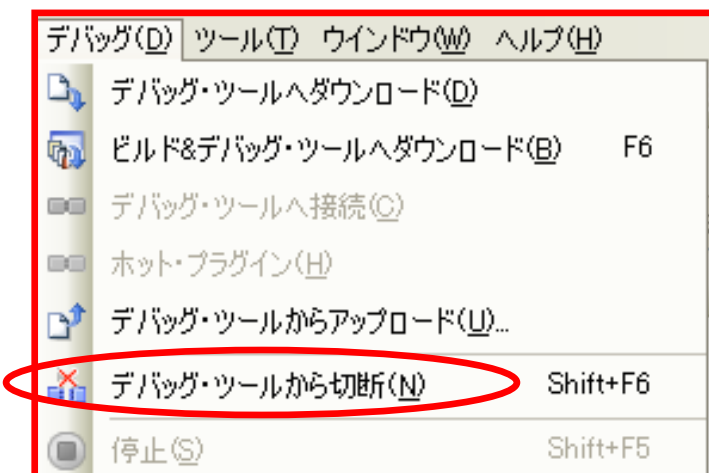 デバッグ(D) ツール(T) ウインドウ(W) ヘルプ(H)
デバッグ・ツールへダウンロード(D)
ビルド&デバッグ・ツールへダウンロード(B) F6
デバッグ・ツールへ接続(C)
ホット・プラグイン(H)
デバッグ・ツールからアップロード(U)...
デバッグ・ツールから切断(N) Shift+F6
停止(S) Shift+F5